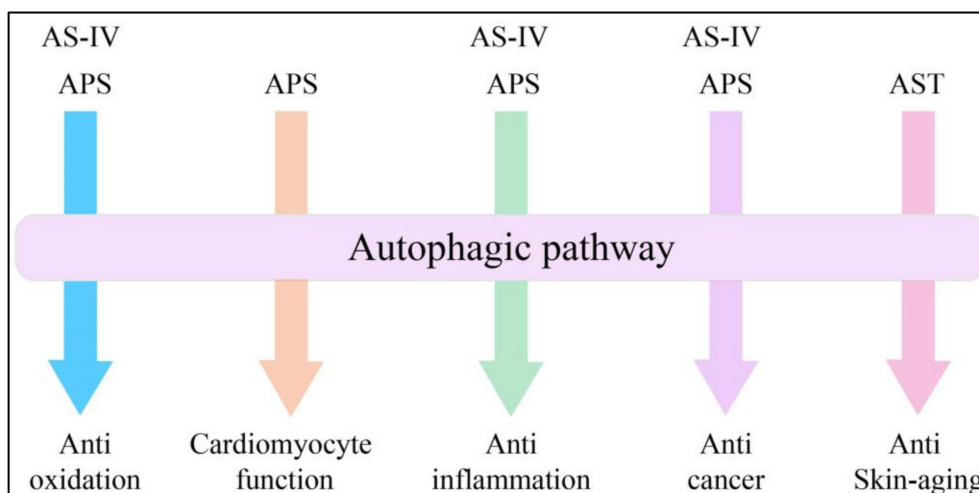 AS-IV
APS
APS
AS-IV
APS
AS-IV
APS
AST
Autophagic pathway
Anti
oxidation
Cardiomyocyte
function
Anti
inflammation
Anti
cancer
Anti
Skin-aging